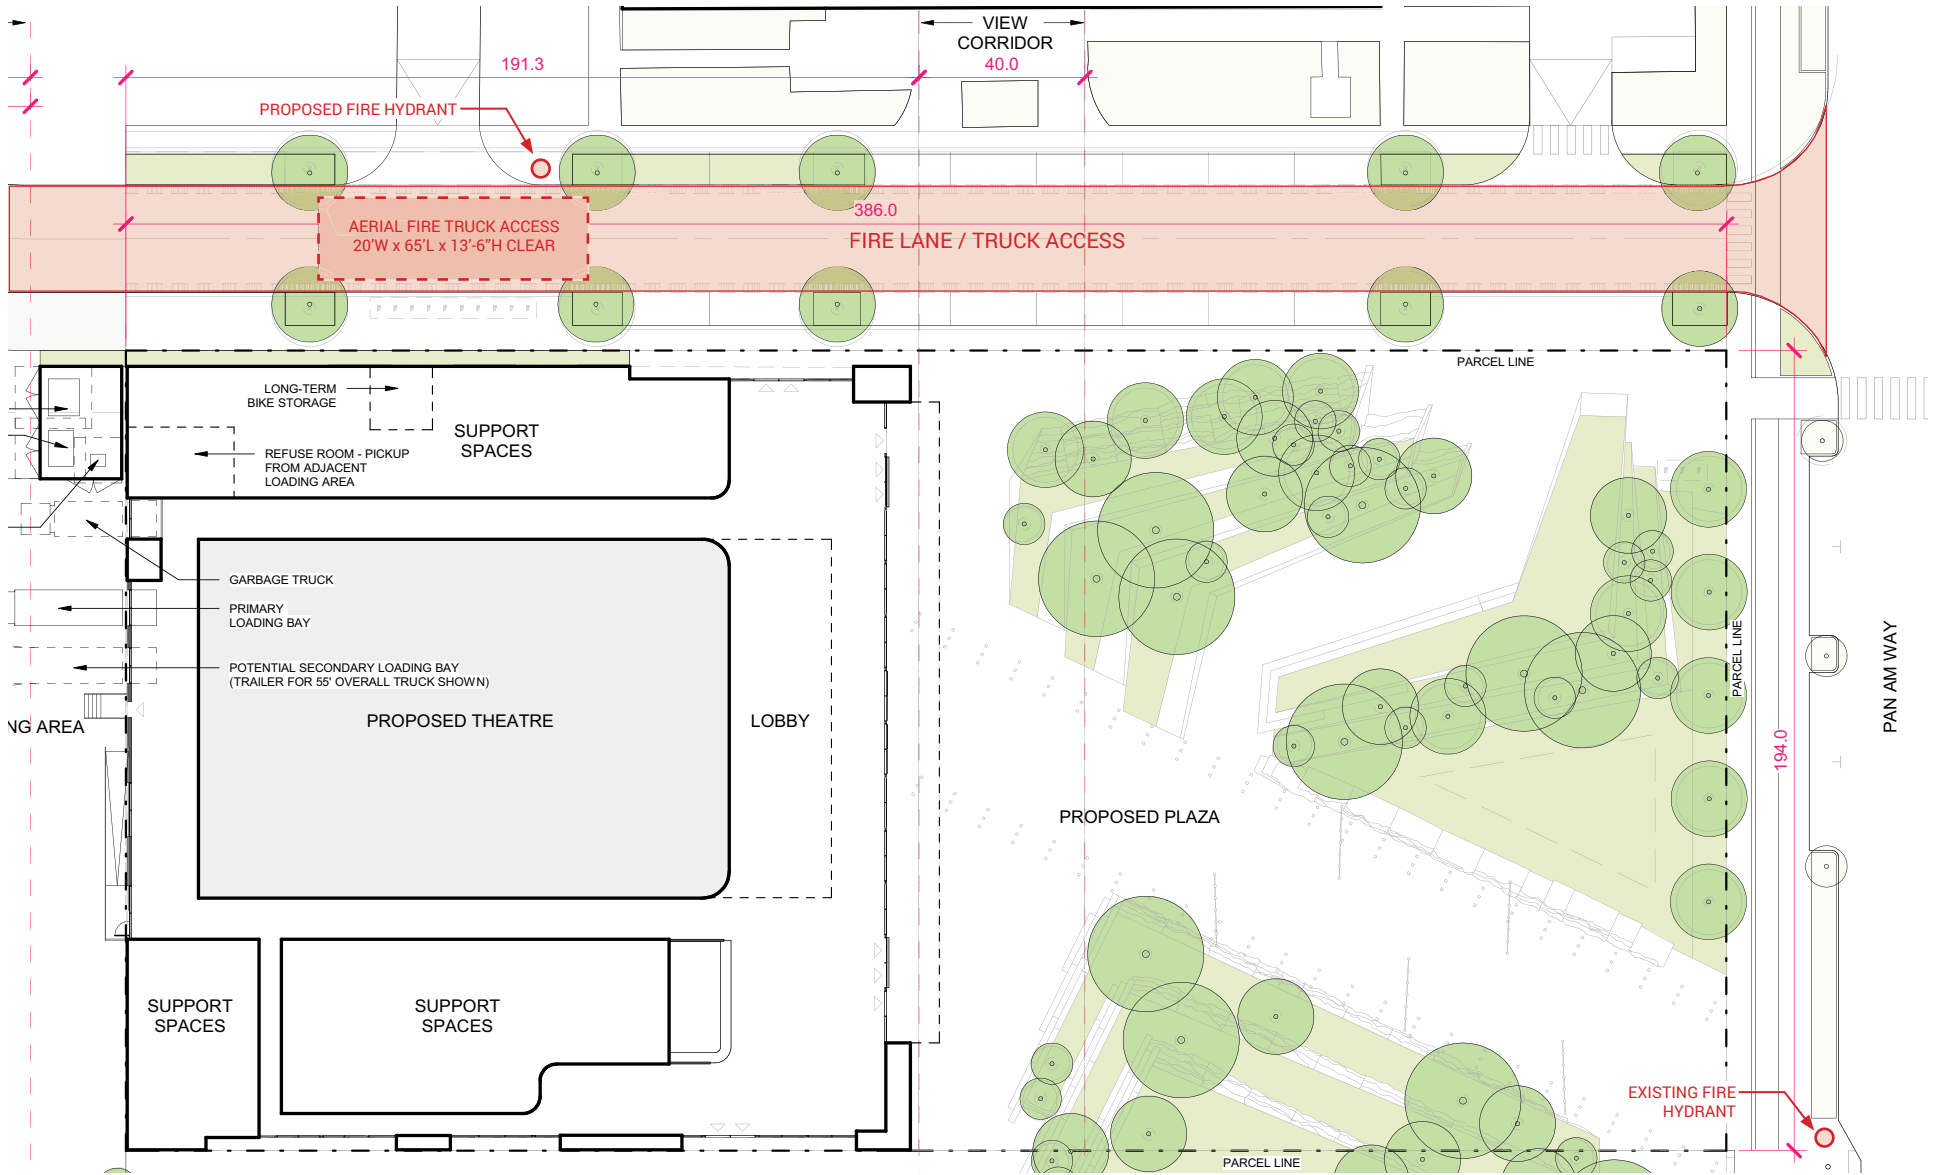 VIEW
CORRIDOR
191.3
40.0
PROPOSED FIRE HYDRANT
386.0
AERIAL FIRE TRUCK ACCESS
20'W x 65'L x 13'-6"H CLEAR
FIRE LANE / TRUCK ACCESS
PARCEL LINE
LONG-TERM
BIKE STORAGE
SUPPORT
SPACES
REFUSE ROOM - PICKUP
FROM ADJACENT
LOADING AREA
GARBAGE TRUCK
PRIMARY
LOADING BAY
POTENTIAL SECONDARY LOADING BAY
(TRAILER FOR 55' OVERALL TRUCK SHOWN)
NG AREA
PROPOSED THEATRE
LOBBY
PARCEL LINE
PAN AM WAY
194.0
PROPOSED PLAZA
SUPPORT
SPACES
SUPPORT
SPACES
EXISTING FIRE
HYDRANT
PARCEL LINE